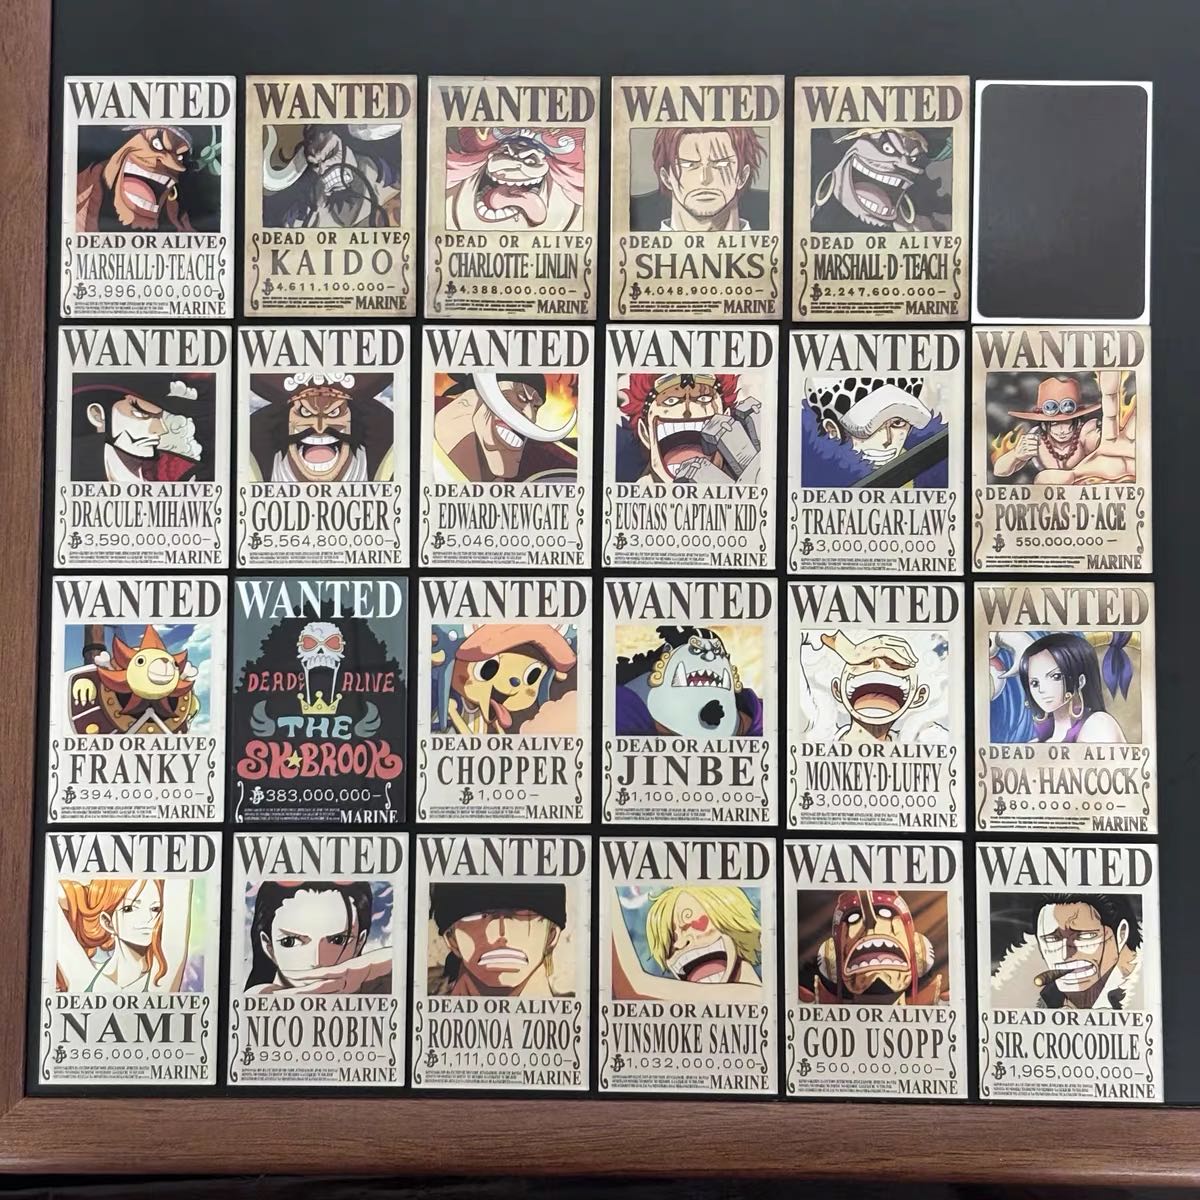 WANTED
DEAD OR ALIVE
MARSHALL·D·TEACH
3,996,000,000-
MARINE
WANTED
DEAD OR ALIVE
KAIDO
4,611,100,000-
MARINE
WANTED
DEAD OR ALIVE
CHARLOTTE·LINLIN
4,388,000,000-
MARINE
WANTED
DEAD OR ALIVE
SHANKS
4,048,900,000-
MARINE
WANTED
DEAD OR ALIVE
MARSHALL·D·TEACH
2,247,600,000-
MARINE
WANTED
DEAD OR ALIVE
DRACULE·MIHAWK
3,590,000,000-
MARINE
WANTED
DEAD OR ALIVE
GOLD·ROGER
5,564,800,000-
MARINE
WANTED
DEAD OR ALIVE
EDWARD·NEWGATE
5,046,000,000-
MARINE
WANTED
DEAD OR ALIVE
EUSTASS "CAPTAIN" KID
3,000,000,000
MARINE
WANTED
DEAD OR ALIVE
TRAFALGAR·LAW
3,000,000,000
MARINE
WANTED
DEAD OR ALIVE
PORTGAS·D·ACE
550,000,000-
MARINE
WANTED
DEAD OR ALIVE
FRANKY
394,000,000-
MARINE
WANTED
DEAD OR ALIVE
THE
SK★BROOK
383,000,000-
MARINE
WANTED
DEAD OR ALIVE
CHOPPER
1,000-
MARINE
WANTED
DEAD OR ALIVE
JINBE
1,100,000,000-
MARINE
WANTED
DEAD OR ALIVE
MONKEY·D·LUFFY
3,000,000,000
MARINE
WANTED
DEAD OR ALIVE
BOA·HANCOCK
80,000,000-
MARINE
WANTED
DEAD OR ALIVE
NAMI
366,000,000-
MARINE
WANTED
DEAD OR ALIVE
NICO ROBIN
930,000,000-
MARINE
WANTED
DEAD OR ALIVE
RORONOA ZORO
1,111,000,000-
MARINE
WANTED
DEAD OR ALIVE
VINSMOKE SANJI
1,032,000,000-
MARINE
WANTED
DEAD OR ALIVE
GOD USOPP
500,000,000-
MARINE
WANTED
DEAD OR ALIVE
SIR. CROCODILE
1,965,000,000-
MARINE